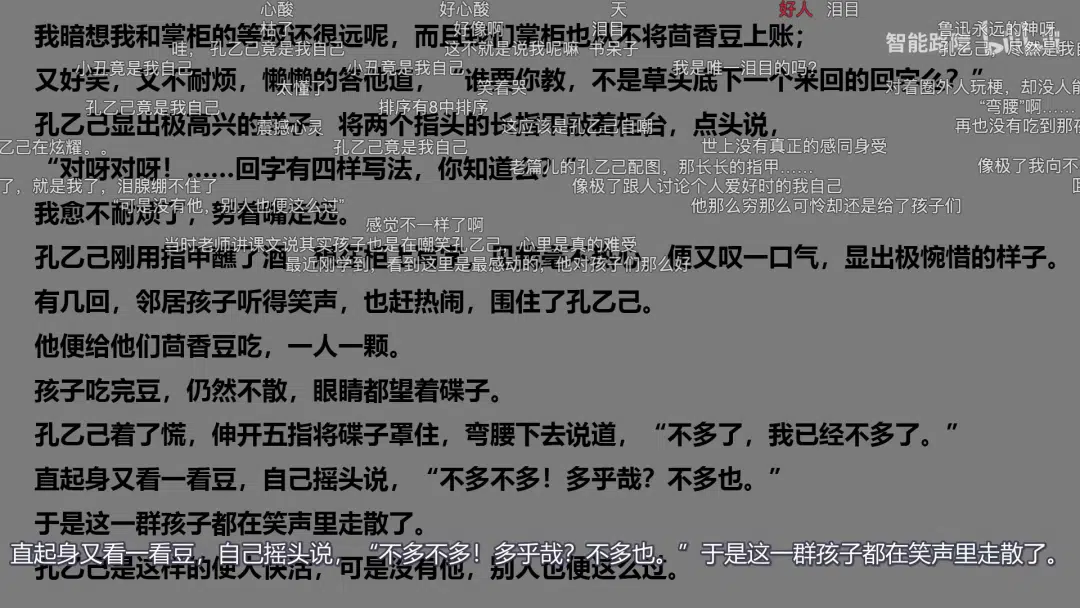 心酸
好心酸
天
好人
泪目
枯了
好像啊
泪目
鲁迅永远的神呀
我暗想我和掌柜的等级还很远呢，而且我们掌柜也从不将茴香豆上账；
哇，孔乙己竟是我自己
这不就是说我呢嘛
书呆子
智能路障
bilibili
小丑竟是我自己
小丑竟是我自己
我是唯一泪目的吗？
又好笑，又不耐烦，懒懒的答他道，“谁要你教，不是草头底下一个来回的回字么？”
太懂了
笑着哭
对着圈外人玩梗，却没人能
孔乙己竟是我自己
排序有8中排序
“弯腰”啊……
孔乙己显出极高兴的样子，将两个指头的长指甲敲着柜台，点头说，
震撼心灵
这应该是孔乙己自嘲
再也没有吃到那夜
乙己在炫耀。。
孔乙己竟是我自己
世上没有真正的感同身受
“对呀对呀！……回字有四样写法，你知道么？”
老篇儿的孔乙己配图，那长长的指甲……
像极了我向不
了，就是我了，泪腺绷不住了
像极了跟人讨论个人爱好时的我自己
“可是没有他，别人也便这么过”
他那么穷那么可怜却还是给了孩子们
我愈不耐烦了，努着嘴走远。
感觉不一样了啊
当时老师讲课文说其实孩子也是在嘲笑孔乙己，心里是真的难受
孔乙己刚用指甲蘸了酒，想在柜上写字，见我毫不热心，便又叹一口气，显出极惋惜的样子。
最近刚学到，看到这里是最感动的，他对孩子们那么好
有几回，邻居孩子听得笑声，也赶热闹，围住了孔乙己。
他便给他们茴香豆吃，一人一颗。
孩子吃完豆，仍然不散，眼睛都望着碟子。
孔乙己着了慌，伸开五指将碟子罩住，弯腰下去说道，“不多了，我已经不多了。”
直起身又看一看豆，自己摇头说，“不多不多！多乎哉？不多也。”
于是这一群孩子都在笑声里走散了。
直起身又看一看豆，自己摇头说，“不多不多！多乎哉？不多也。”于是这一群孩子都在笑声里走散了。
孔乙己是这样的使人快活，可是没有他，别人也便这么过。